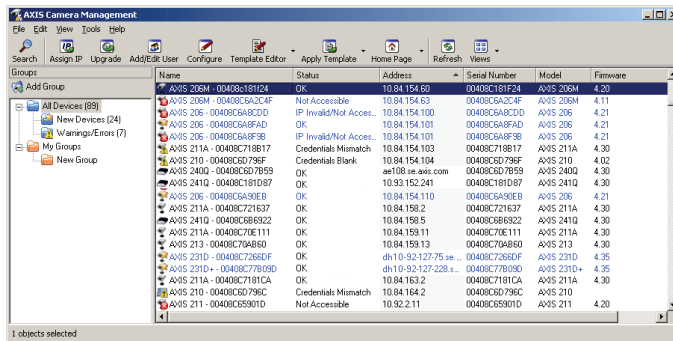 AXIS Camera Management
File Edit View Tools Help
Search Assign IP Upgrade Add/Edit User Configure Template Editor Apply Template Home Page Refresh Views
Groups
Add Group
All Devices (89)
New Devices (24)
Warnings/Errors (7)
My Groups
New Group
Name Status Address Serial Number Model Firmware
AXIS 206M - 00408c181f24 OK 10.84.154.60 00408C181F24 AXIS 206M 4.20
AXIS 206M - 00408C6A2C4F Not Accessible 10.84.154.63 00408C6A2C4F AXIS 206M 4.11
AXIS 206 - 00408C6A8CDD IP Invalid/Not Acces... 10.84.154.100 00408C6A8CDD AXIS 206 4.21
AXIS 206 - 00408C6A8FAD OK 10.84.154.101 00408C6A8FAD AXIS 206 4.21
AXIS 206 - 00408C6A8F9B IP Invalid/Not Acces... 10.84.154.101 00408C6A8F9B AXIS 206 4.21
AXIS 211A - 00408C718B17 Credentials Mismatch 10.84.154.103 00408C718B17 AXIS 211A 4.30
AXIS 210 - 00408C6D796F Credentials Blank 10.84.154.104 00408C6D796F AXIS 210 4.02
AXIS 240Q - 00408C6D7B59 OK ae108.se.axis.com 00408C6D7B59 AXIS 240Q 4.30
AXIS 241Q - 00408C181D87 OK 10.93.152.241 00408C181D87 AXIS 241Q 4.30
AXIS 206 - 00408C6A90EB OK 10.84.154.110 00408C6A90EB AXIS 206 4.21
AXIS 211A - 00408C721637 OK 10.84.158.2 00408C721637 AXIS 211A 4.30
AXIS 241Q - 00408C6B6922 OK 10.84.158.5 00408C6B6922 AXIS 241Q 4.30
AXIS 211A - 00408C70E111 OK 10.84.159.11 00408C70E111 AXIS 211A 4.30
AXIS 213 - 00408C70AB60 OK 10.84.159.13 00408C70AB60 AXIS 213 4.30
AXIS 231D - 00408C7266DF OK dh10-92-127-75.se... 00408C7266DF AXIS 231D 4.35
AXIS 231D+ - 00408C77B09D OK dh10-92-127-228.s... 00408C77B09D AXIS 231D+ 4.35
AXIS 211A - 00408C7181CA OK 10.84.163.2 00408C7181CA AXIS 211A 4.30
AXIS 210 - 00408C6D796C Credentials Mismatch 10.84.164.2 00408C6D796C AXIS 210
AXIS 211 - 00408C65901D Not Accessible 10.92.2.11 00408C65901D AXIS 211 4.20
1 objects selected